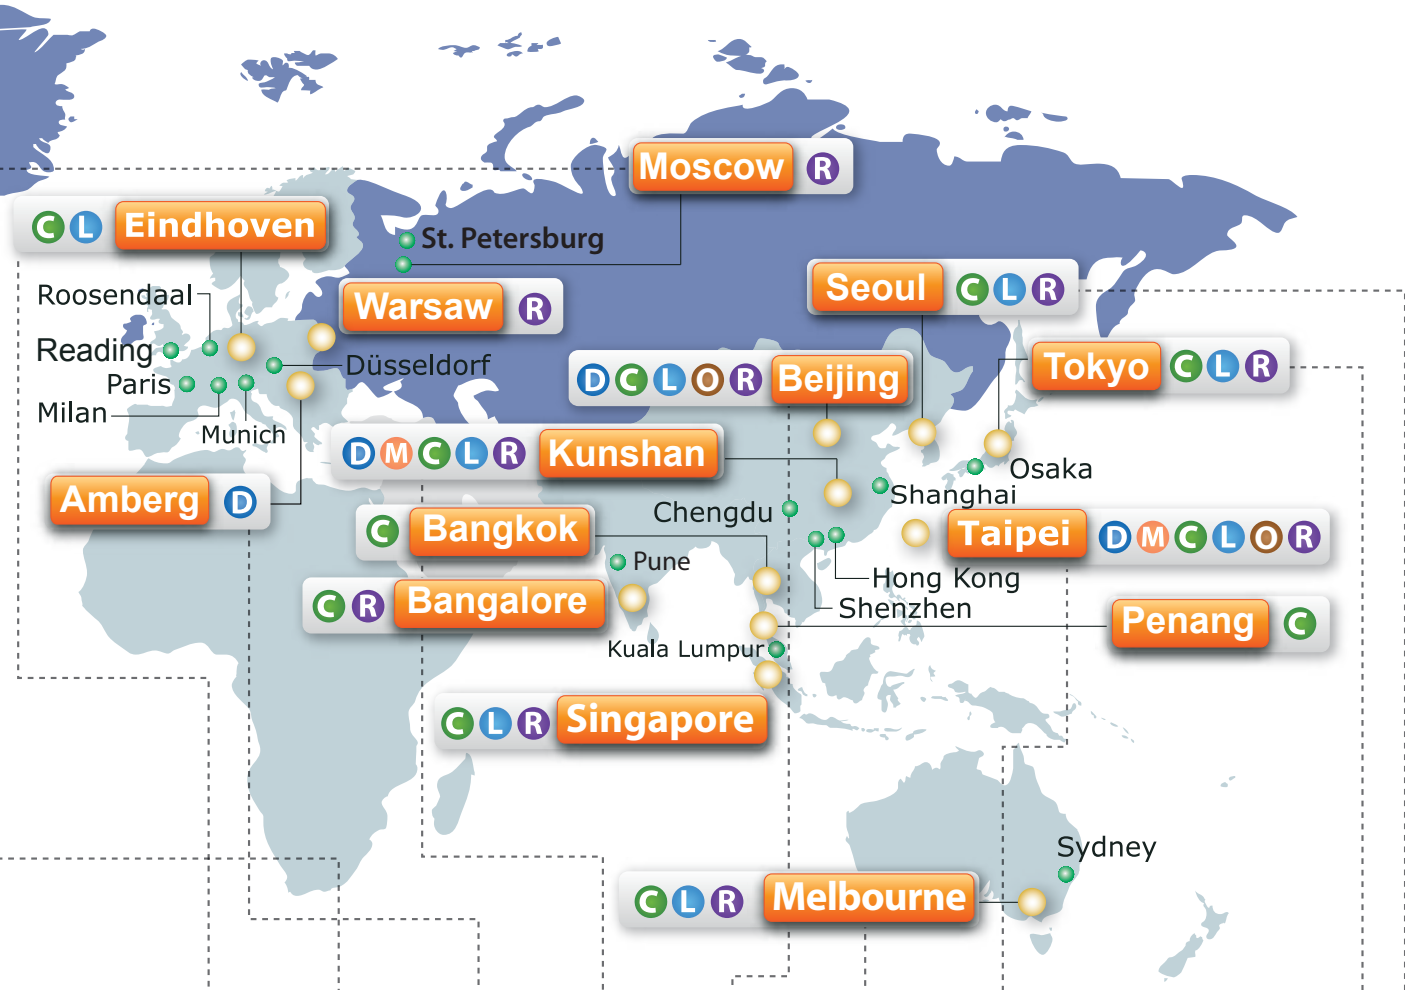 Moscow R
C L Eindhoven
St. Petersburg
Seoul C L R
Roosendaal
Warsaw R
Reading
Düsseldorf
Tokyo C L R
Paris
D C L O R Beijing
Milan
Munich
D M C L R Kunshan
Osaka
Amberg D
Shanghai
Chengdu
C Bangkok
Taipei D M C L O R
Pune
Hong Kong
C R Bangalore
Shenzhen
Penang C
Kuala Lumpur
C L R Singapore
Sydney
C L R Melbourne